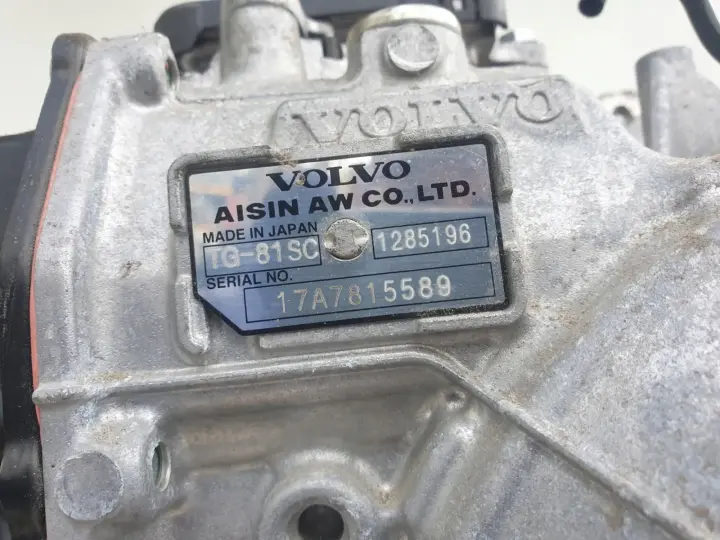 VOLVO
VOLVO
AISIN AW CO.,LTD.
MADE IN JAPAN
TG-81SC 1285196
SERIAL NO.
17A7815589